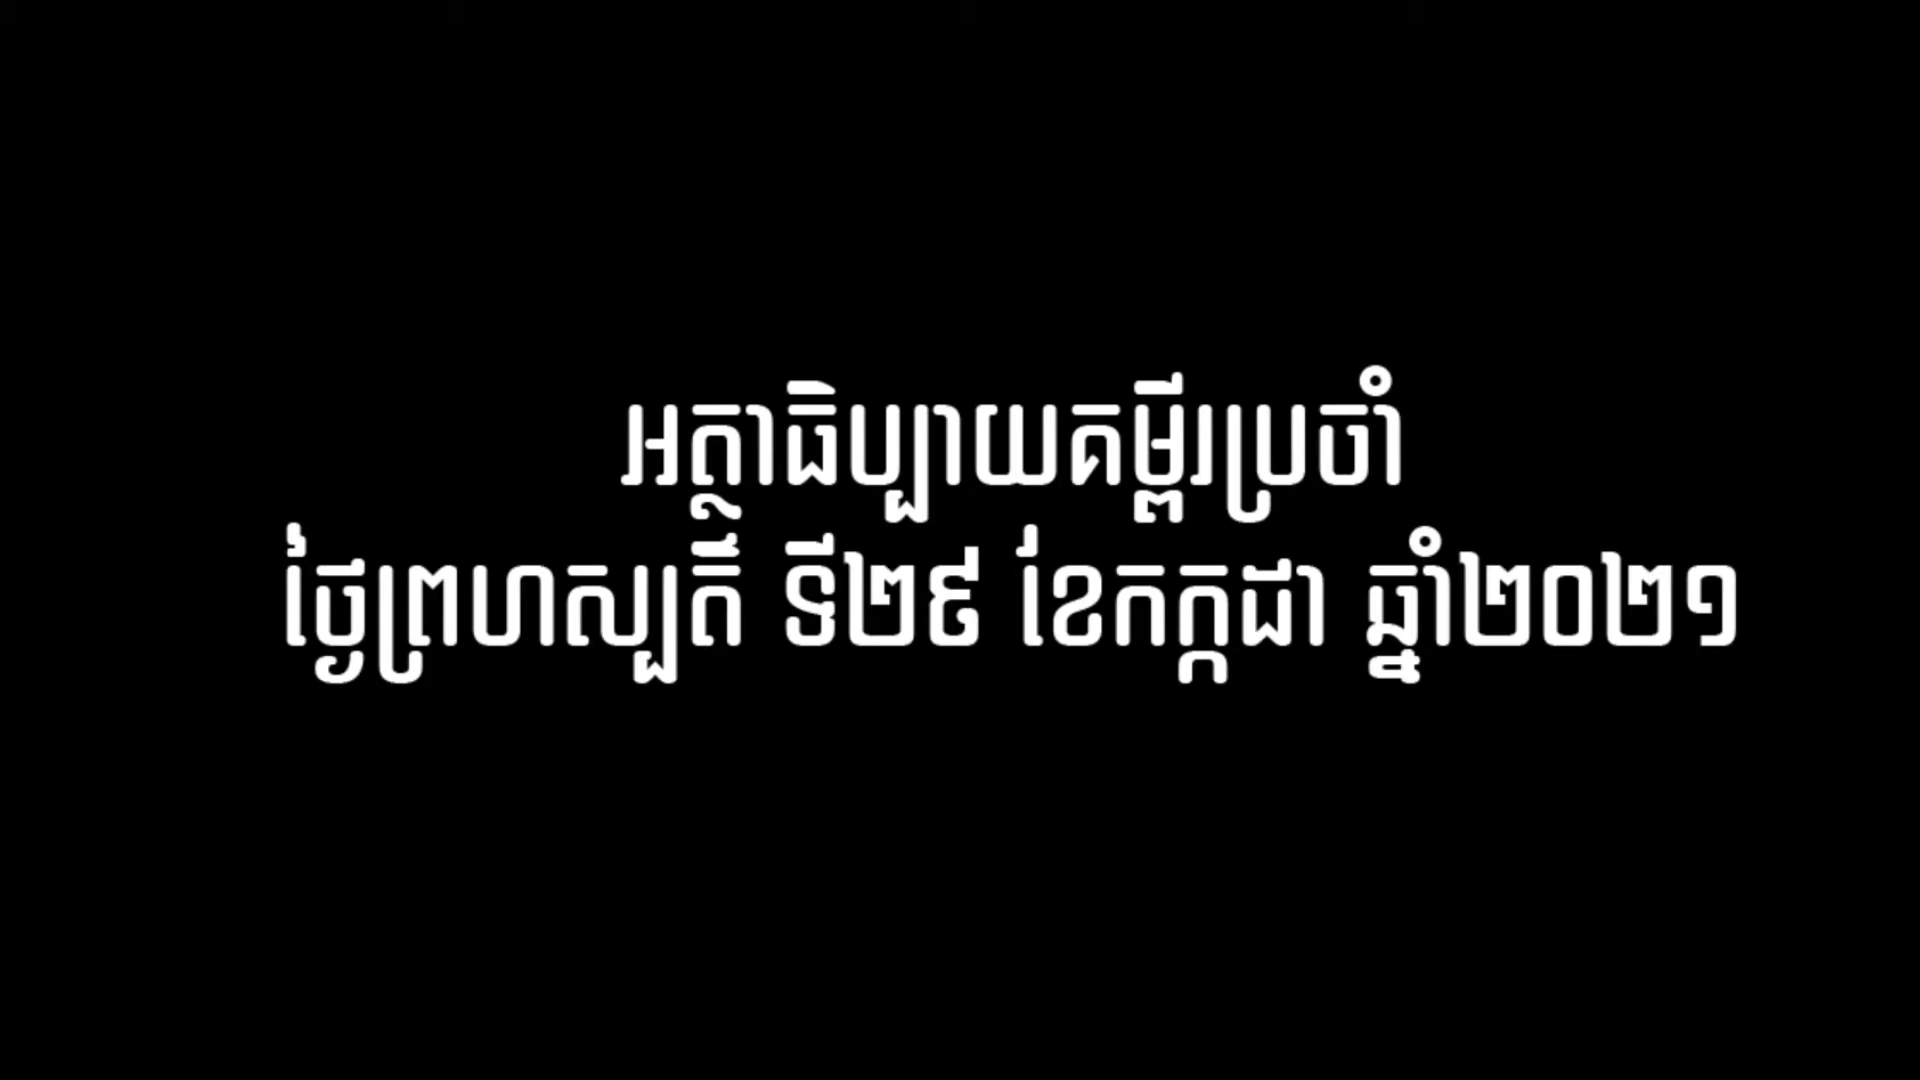 អត្ថាធិប្បាយគម្ពីរប្រចាំ
ថ្ងៃព្រហស្បតិ៍ ទី២៩ ខែកក្កដា ឆ្នាំ២០២១